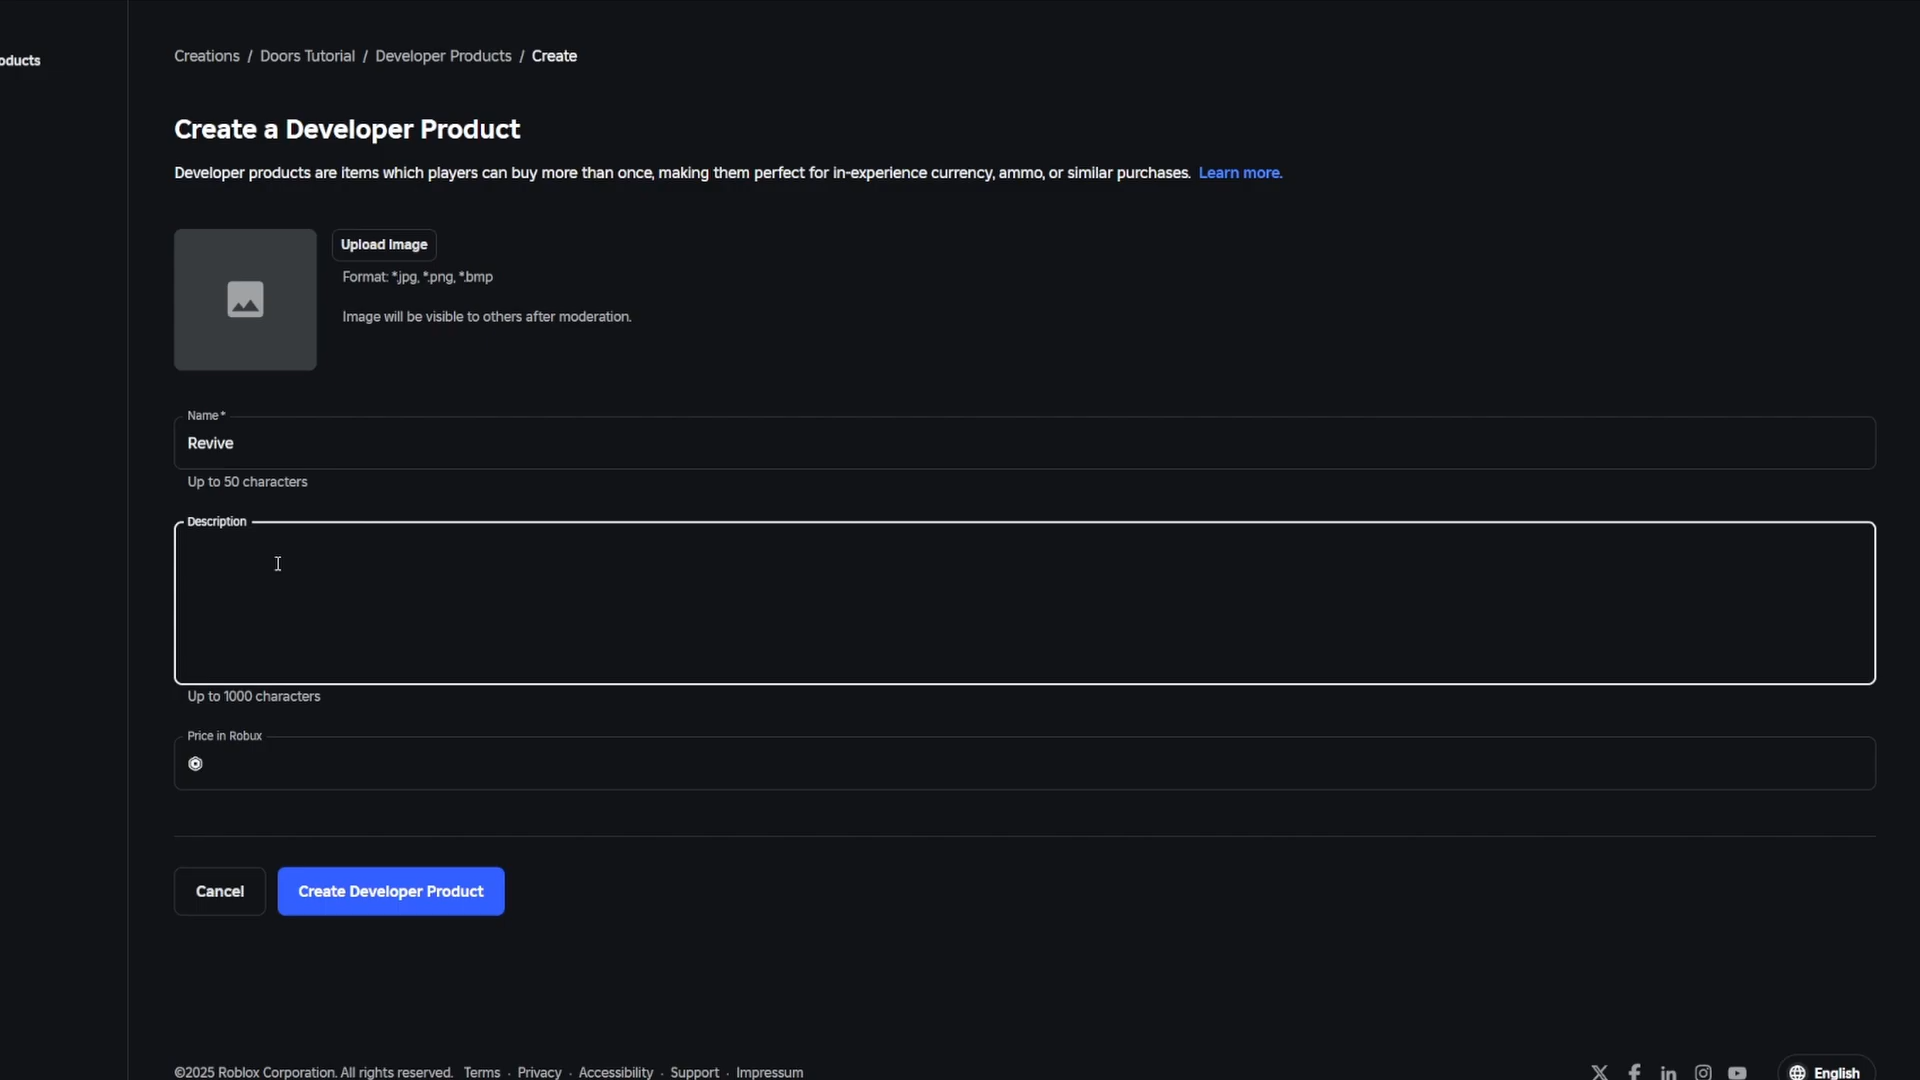 oducts
Creations / Doors Tutorial / Developer Products / Create
Create a Developer Product
Developer products are items which players can buy more than once, making them perfect for in-experience currency, ammo, or similar purchases. Learn more.
Upload Image
Format: *.jpg, *.png, *.bmp
Image will be visible to others after moderation.
Name*
Revive
Up to 50 characters
Description
Up to 1000 characters
Price in Robux
Cancel
Create Developer Product
©2025 Roblox Corporation. All rights reserved. Terms · Privacy · Accessibility · Support · Impressum
English